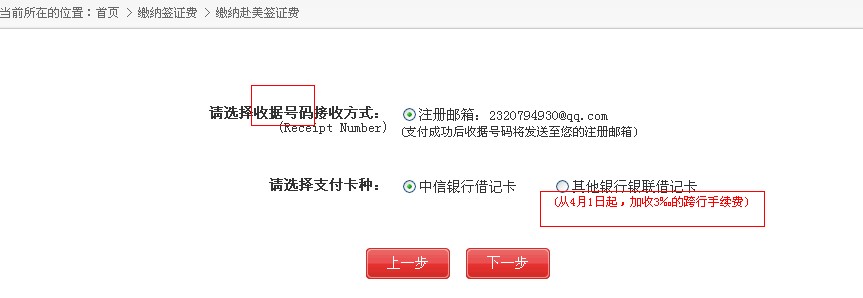 当前所在的位置：首页 > 缴纳签证费 > 缴纳赴美签证费
请选择收据号码接收方式： 注册邮箱：2320794930@qq.com
(Receipt Number) (支付成功后收据号码将发送至您的注册邮箱)
请选择支付卡种： 中信银行借记卡 其他银行银联借记卡
(从4月1日起，加收3‰的跨行手续费)
上一步 下一步